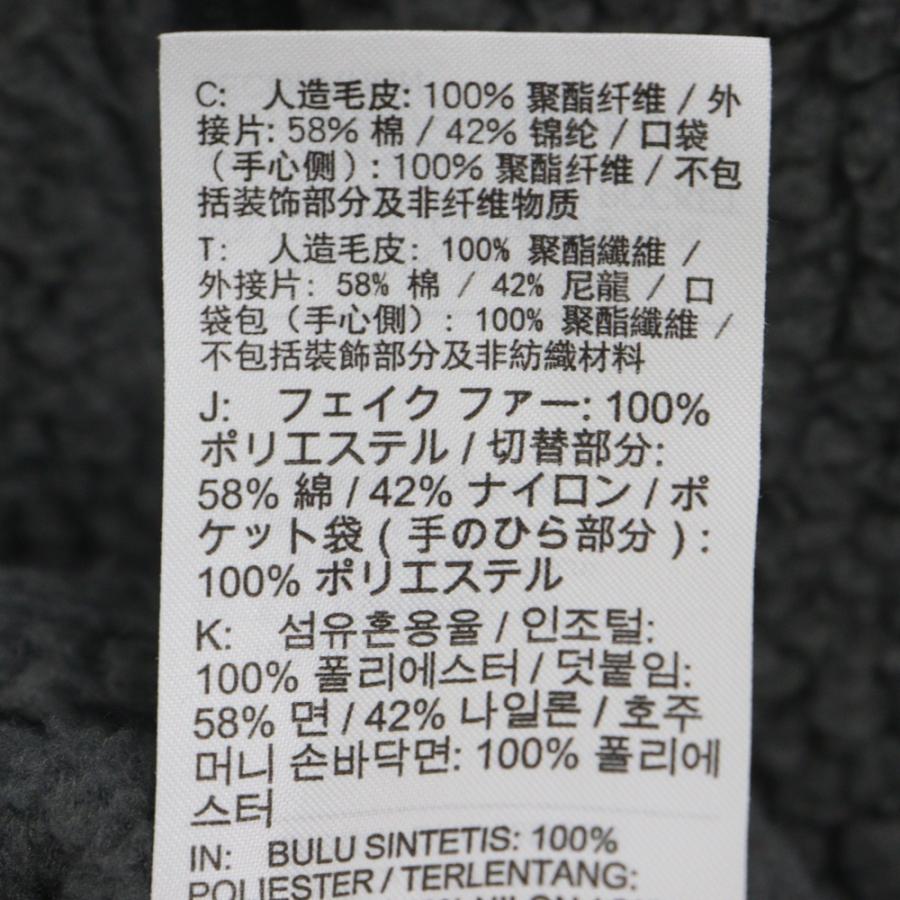 C: 人造毛皮: 100% 聚酯纤维 / 外
接片: 58% 棉 / 42% 锦纶 / 口袋
（手心侧）: 100% 聚酯纤维 / 不包
括装饰部分及非纤维物质
T: 人造毛皮: 100% 聚酯纖維 /
外接片: 58% 棉 / 42% 尼龍 / 口
袋包（手心側）: 100% 聚酯纖維 /
不包括裝飾部分及非紡織材料
J: フェイク ファー: 100%
ポリエステル / 切替部分:
58% 綿 / 42% ナイロン / ポ
ケット袋 ( 手のひら部分 ) :
100% ポリエステル
K: 섬유혼용율 / 인조털:
100% 폴리에스터 / 덧붙임:
58% 면 / 42% 나일론 / 호주
머니 손바닥면: 100% 폴리에
스터
IN: BULU SINTETIS: 100%
POLIESTER / TERLENTANG: